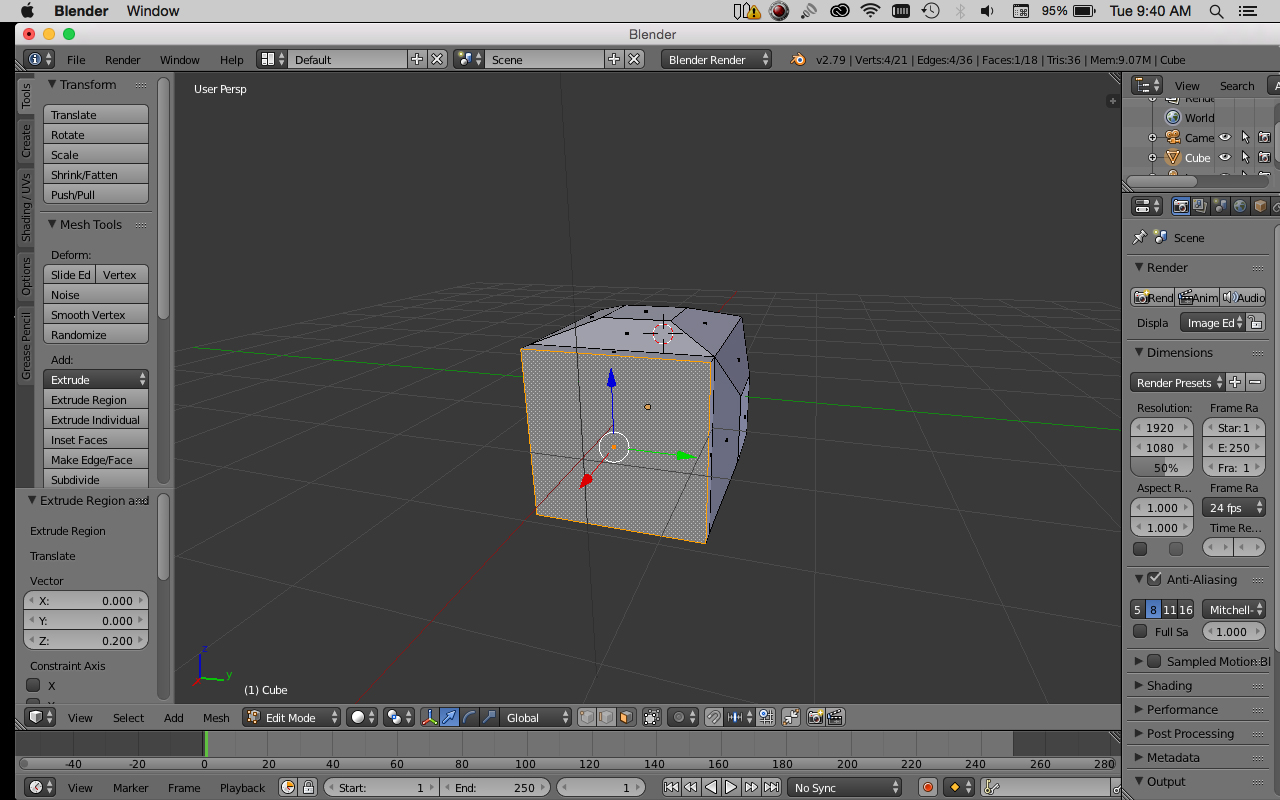 Blender Window 95% Tue 9:40 AM
Blender
File Render Window Help Default Scene Blender Render v2.79 | Verts:4/21 | Edges:4/36 | Faces:1/18 | Tris:36 | Mem:9.07M | Cube
Tools
Create
Shading / UVs
Options
Grease Pencil
Transform
Translate
Rotate
Scale
Shrink/Fatten
Push/Pull
Mesh Tools
Deform:
Slide Ed Vertex
Noise
Smooth Vertex
Randomize
Add:
Extrude
Extrude Region
Extrude Individual
Inset Faces
Make Edge/Face
Subdivide
Extrude Region and
Extrude Region
Translate
Vector
X: 0.000
Y: 0.000
Z: 0.200
Constraint Axis
X
User Persp
z
y
(1) Cube
View Select Add Mesh Edit Mode Global
-40 -20 0 20 40 60 80 100 120 140 160 180 200 220 240 260 280
View Marker Frame Playback Start: 1 End: 250 1 No Sync
View Search A
Rende
World
Came
Cube
Scene
Render
Rend Anim Audio
Displa Image Ed
Dimensions
Render Presets
Resolution: Frame Ra
1920 Star: 1
1080 E: 250
50% Fra: 1
Aspect R... Frame Ra
1.000 24 fps
1.000 Time Re...
Anti-Aliasing
5 8 11 16 Mitchell-
Full Sa 1.000
Sampled Motion Bl
Shading
Performance
Post Processing
Metadata
Output